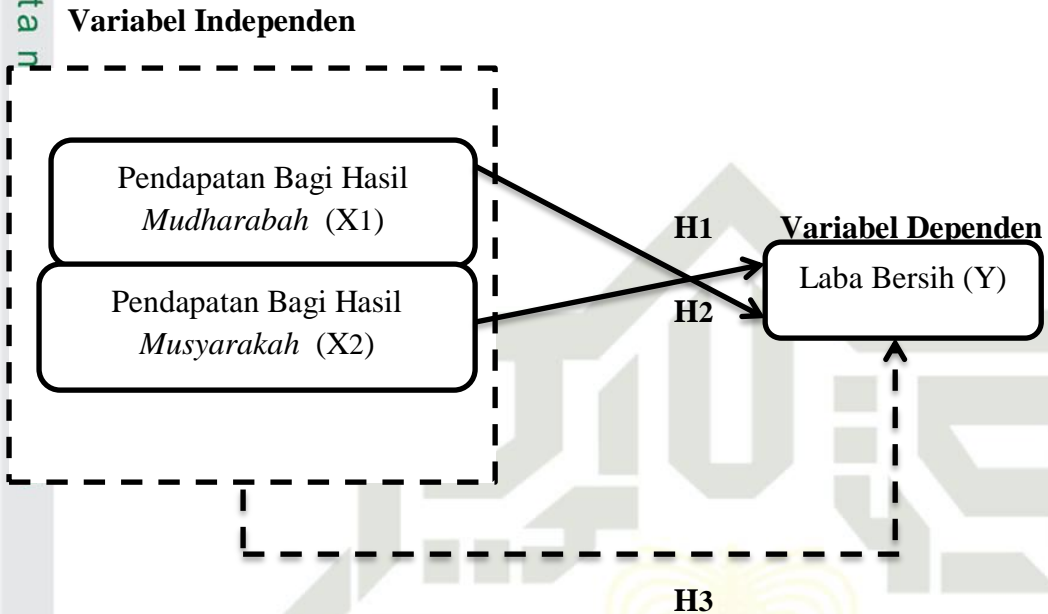 Variabel Independen
Pendapatan Bagi Hasil
Mudharabah (X1)
Pendapatan Bagi Hasil
Musyarakah (X2)
H1
H2
Variabel Dependen
Laba Bersih (Y)
H3